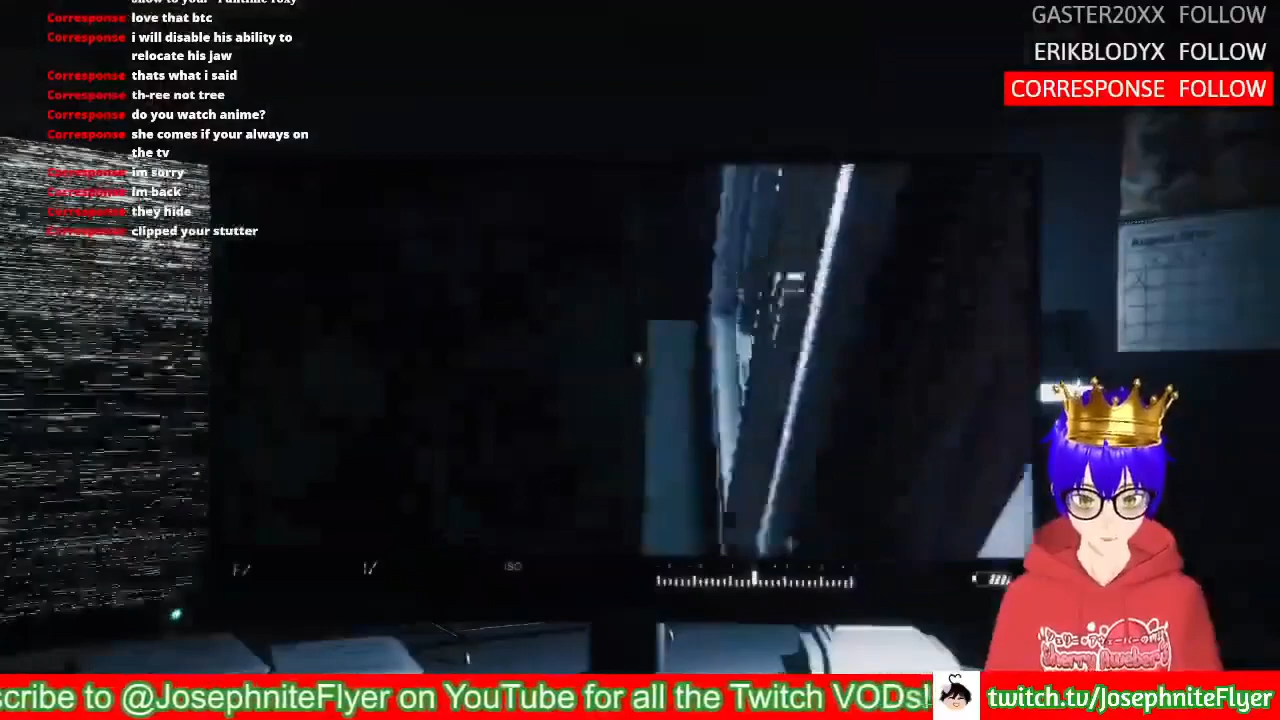 Corresponse love that btc
Corresponse i will disable his ability to
relocate his jaw
Corresponse thats what i said
Corresponse th-ree not tree
Corresponse do you watch anime?
Corresponse she comes if your always on
the tv
Corresponse im sorry
Corresponse im back
Corresponse they hide
Corresponse clipped your stutter
GASTER20XX FOLLOW
ERIKBLODYX FOLLOW
CORRESPONSE FOLLOW
ISO
scribe to @JosephniteFlyer on YouTube for all the Twitch VODs!
twitch.tv/JosephniteFlyer